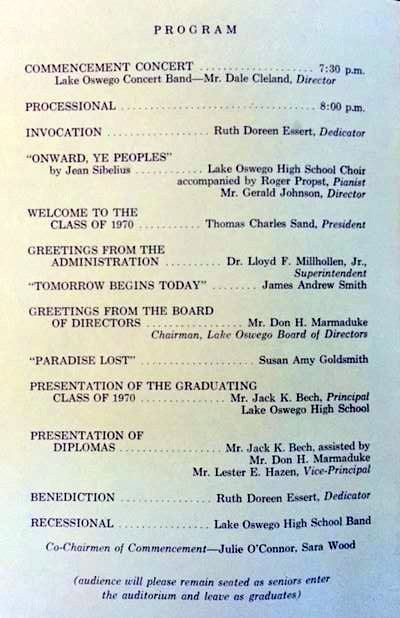 PROGRAM
COMMENCEMENT CONCERT .................... 7:30 p.m.
Lake Oswego Concert Band—Mr. Dale Cleland, Director
PROCESSIONAL .................................... 8:00 p.m.
INVOCATION ............... Ruth Doreen Essert, Dedicator
"ONWARD, YE PEOPLES"
by Jean Sibelius ............ Lake Oswego High School Choir
accompanied by Roger Propst, Pianist
Mr. Gerald Johnson, Director
WELCOME TO THE
CLASS OF 1970 ............ Thomas Charles Sand, President
GREETINGS FROM THE
ADMINISTRATION .......... Dr. Lloyd F. Millhollen, Jr.,
Superintendent
"TOMORROW BEGINS TODAY" ........ James Andrew Smith
GREETINGS FROM THE BOARD
OF DIRECTORS ................ Mr. Don H. Marmaduke
Chairman, Lake Oswego Board of Directors
"PARADISE LOST" ................. Susan Amy Goldsmith
PRESENTATION OF THE GRADUATING
CLASS OF 1970 .............. Mr. Jack K. Bech, Principal
Lake Oswego High School
PRESENTATION OF
DIPLOMAS .................. Mr. Jack K. Bech, assisted by
Mr. Don H. Marmaduke
Mr. Lester E. Hazen, Vice-Principal
BENEDICTION ................ Ruth Doreen Essert, Dedicator
RECESSIONAL ................ Lake Oswego High School Band
Co-Chairmen of Commencement—Julie O'Connor, Sara Wood
(audience will please remain seated as seniors enter
the auditorium and leave as graduates)